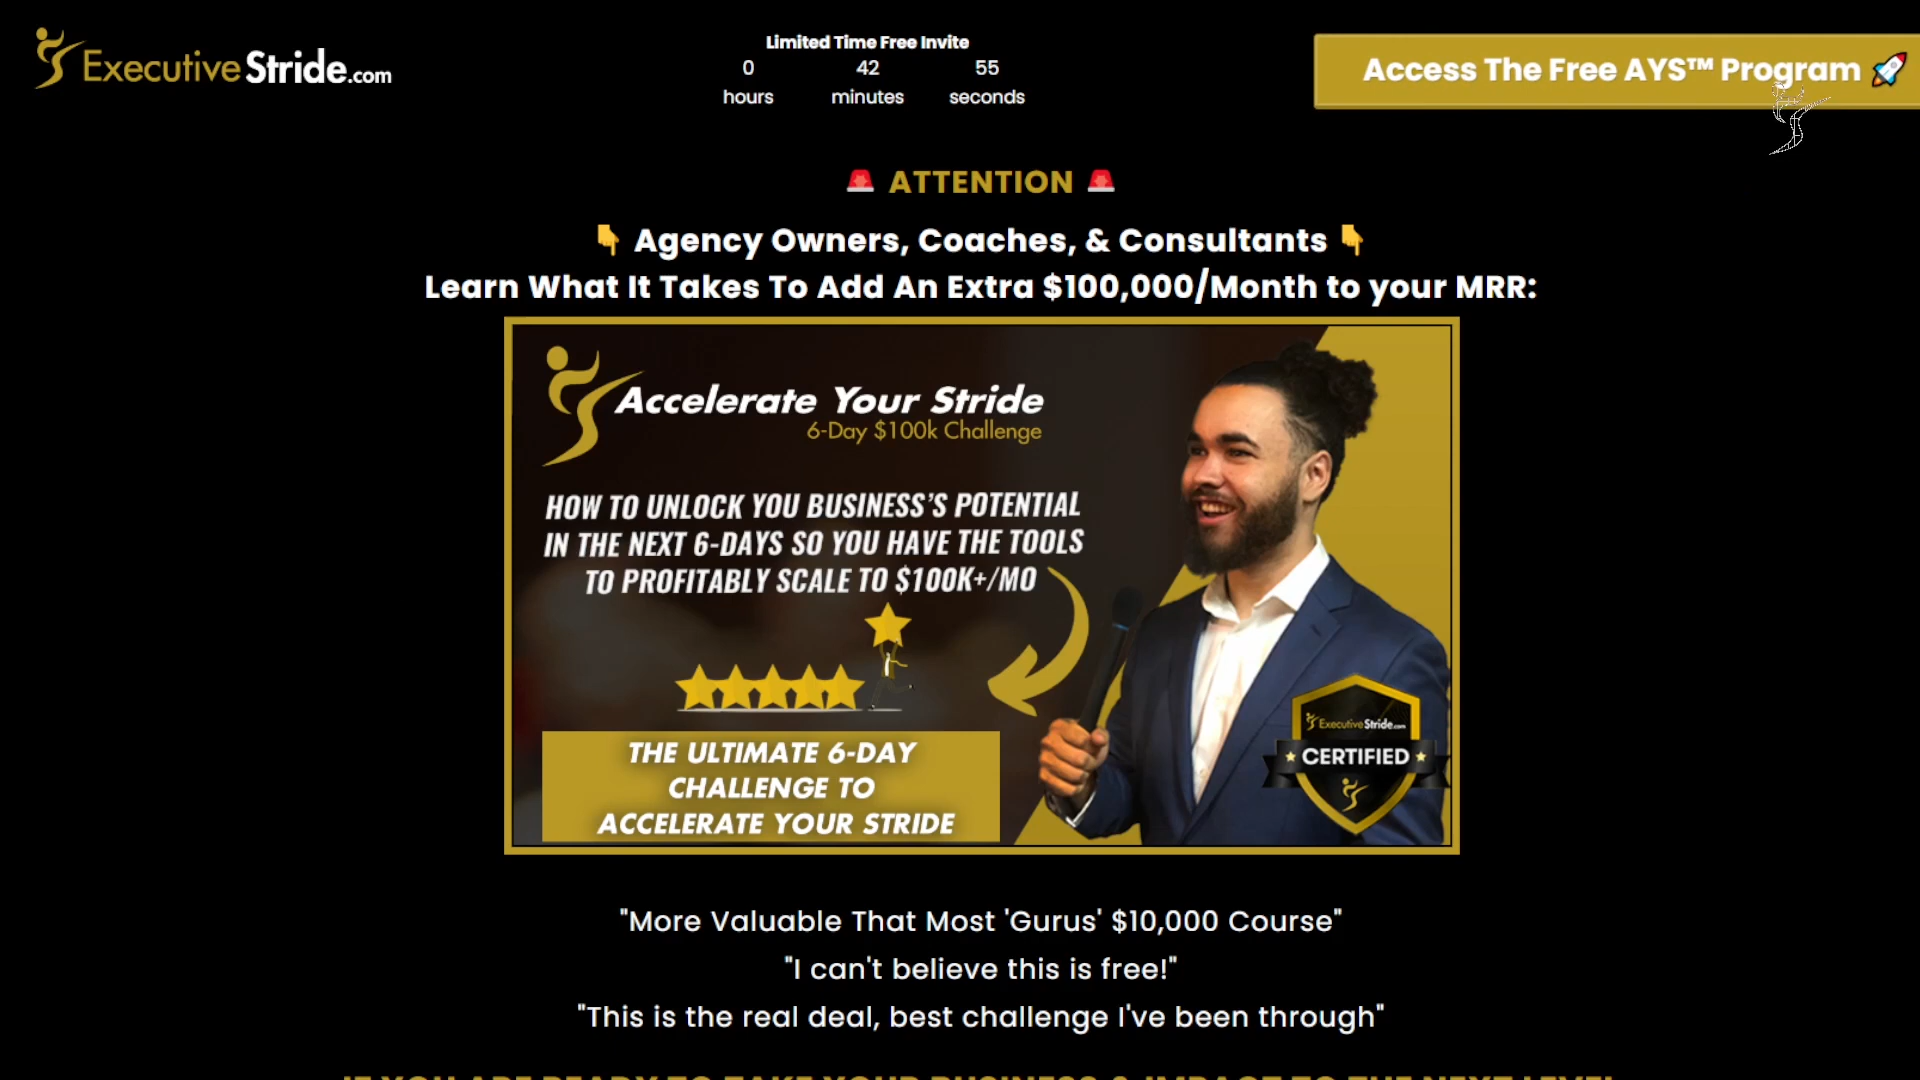 ExecutiveStride.com
Limited Time Free Invite
0 42 55
hours minutes seconds
Access The Free AYS™ Program 🚀
🚨 ATTENTION 🚨
👇 Agency Owners, Coaches, & Consultants 👇
Learn What It Takes To Add An Extra $100,000/Month to your MRR:
Accelerate Your Stride
6-Day $100k Challenge
HOW TO UNLOCK YOU BUSINESS'S POTENTIAL
IN THE NEXT 6-DAYS SO YOU HAVE THE TOOLS
TO PROFITABLY SCALE TO $100K+/MO
THE ULTIMATE 6-DAY
CHALLENGE TO
ACCELERATE YOUR STRIDE
ExecutiveStride.com
CERTIFIED
"More Valuable That Most 'Gurus' $10,000 Course"
"I can't believe this is free!"
"This is the real deal, best challenge I've been through"